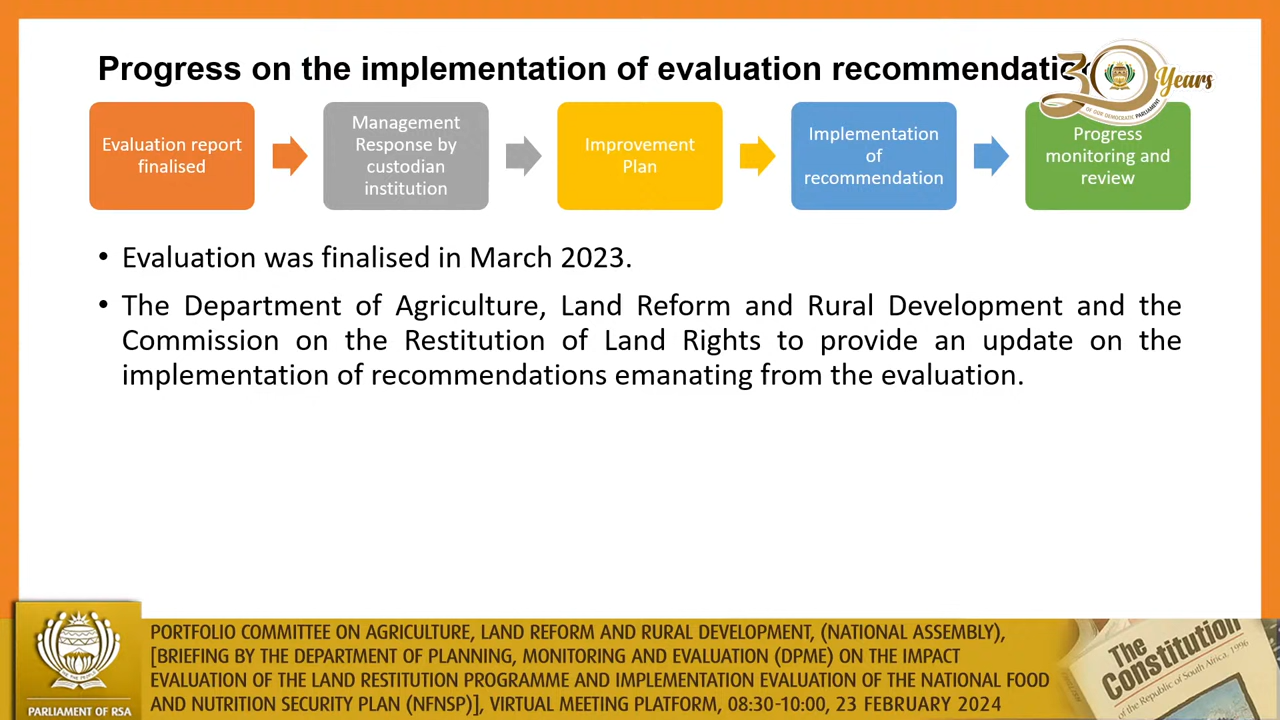 Progress on the implementation of evaluation
30 Years
OF OUR DEMOCRATIC PARLIAMENT
Evaluation report
finalised
Management
Response by
custodian
institution
Improvement
Plan
Implementation
of
recommendation
Progress
monitoring and
review
• Evaluation was finalised in March 2023.
• The Department of Agriculture, Land Reform and Rural Development and the
Commission on the Restitution of Land Rights to provide an update on the
implementation of recommendations emanating from the evaluation.
PARLIAMENT OF RSA
PORTFOLIO COMMITTEE ON AGRICULTURE, LAND REFORM AND RURAL DEVELOPMENT, (NATIONAL ASSEMBLY),
[BRIEFING BY THE DEPARTMENT OF PLANNING, MONITORING AND EVALUATION (DPME) ON THE IMPACT
EVALUATION OF THE LAND RESTITUTION PROGRAMME AND IMPLEMENTATION EVALUATION OF THE NATIONAL FOOD
AND NUTRITION SECURITY PLAN (NFNSP)], VIRTUAL MEETING PLATFORM, 08:30-10:00, 23 FEBRUARY 2024
The
Constitution
of the Republic of South Africa, 1996